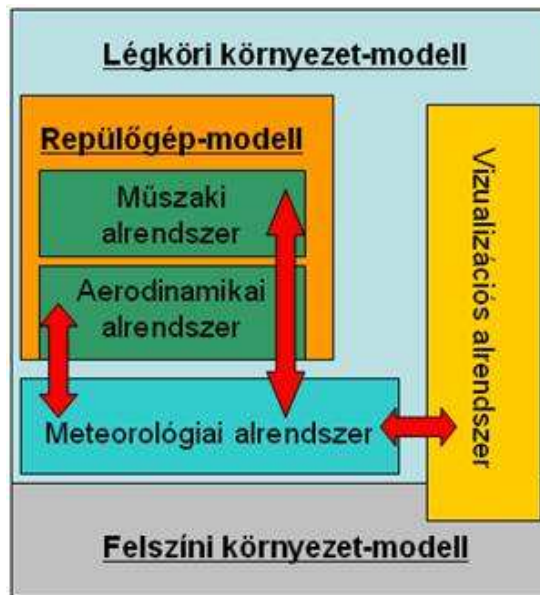 Légköri környezet-modell
Repülőgép-modell
Műszaki
alrendszer
Aerodinamikai
alrendszer
Meteorológiai alrendszer
Vizualizációs alrendszer
Felszíni környezet-modell